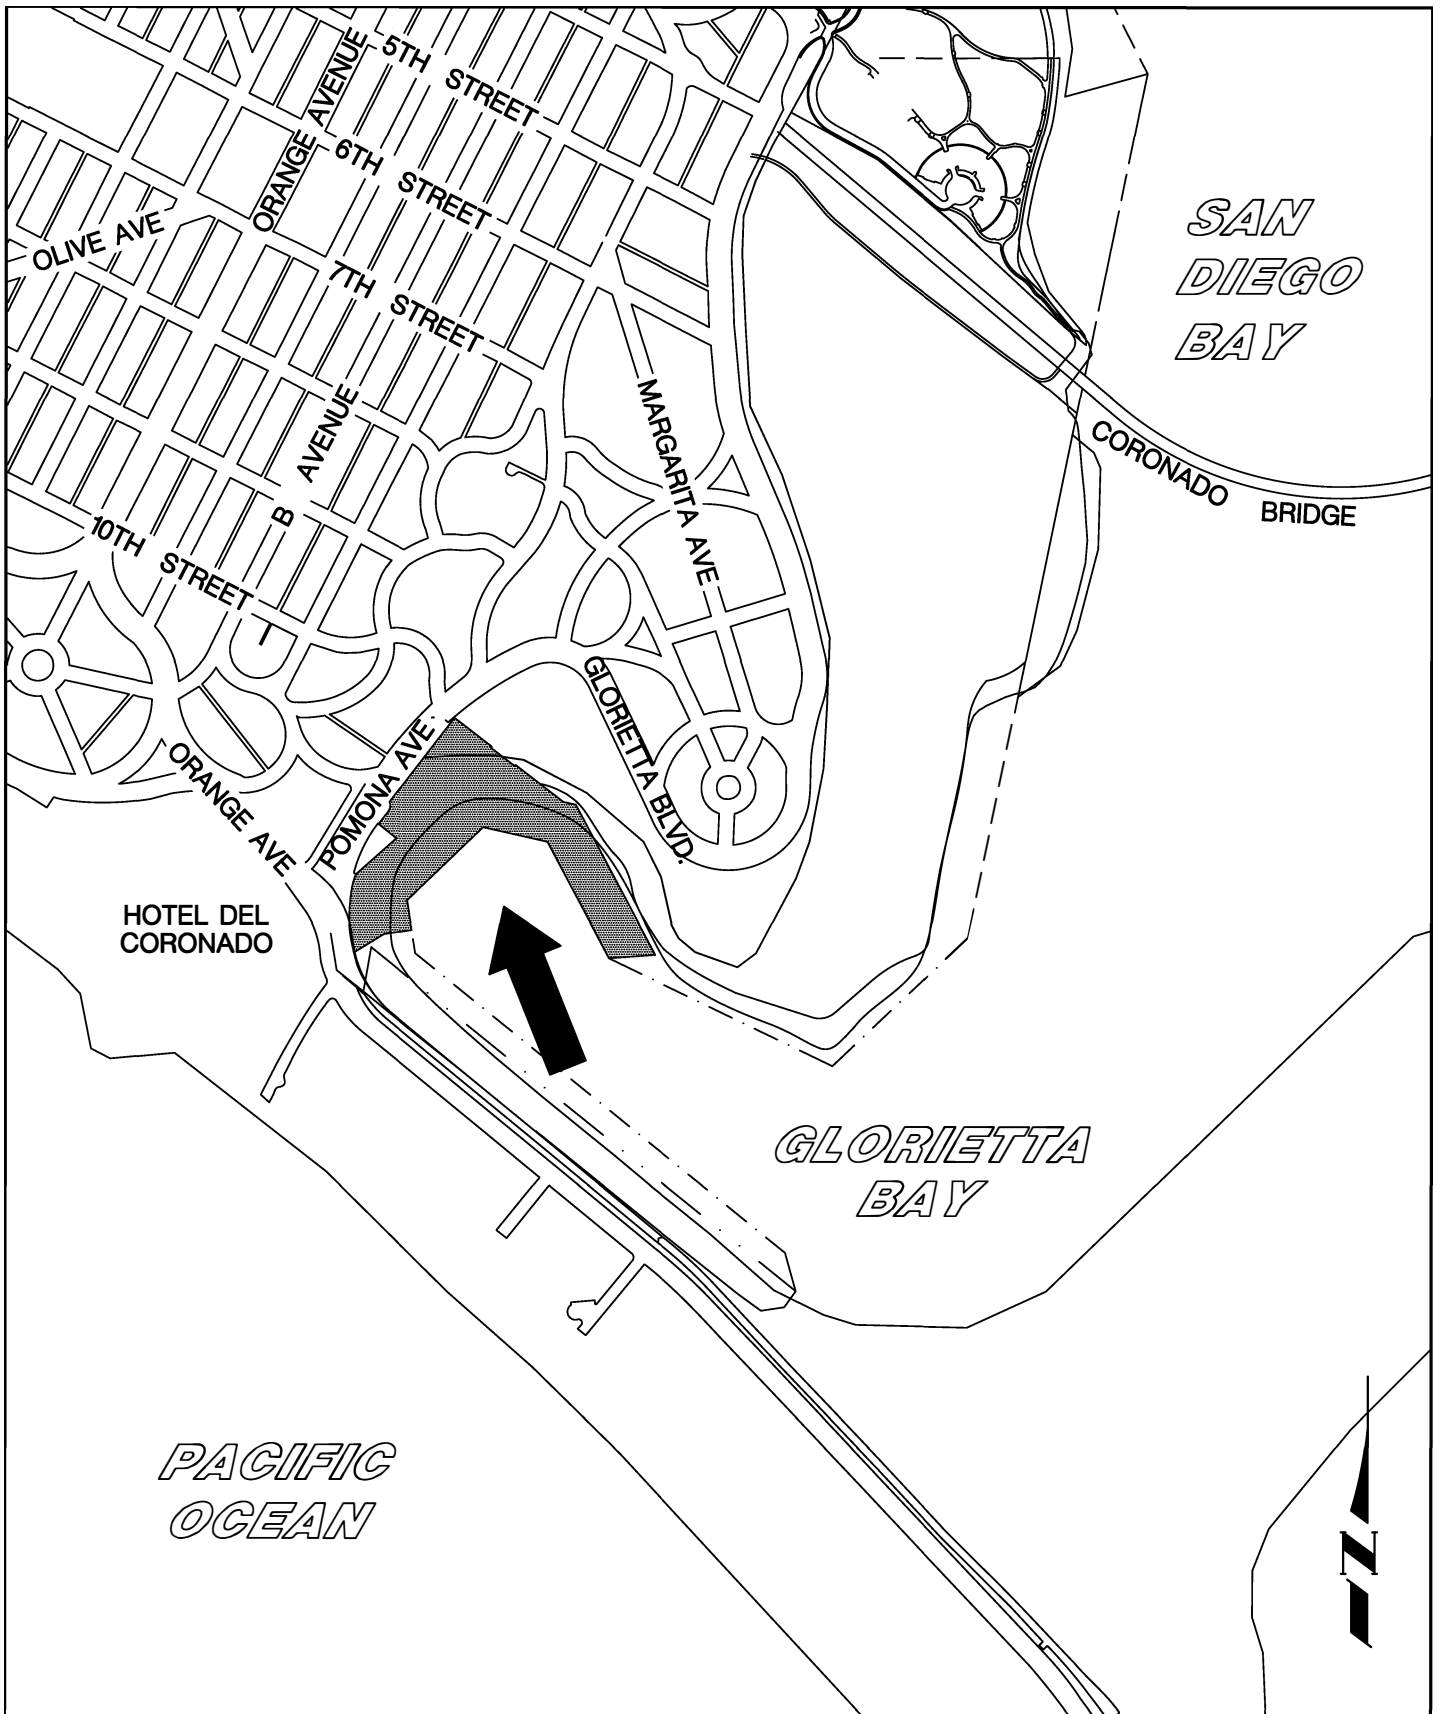 5TH STREET
ORANGE AVENUE
6TH STREET
OLIVE AVE
7TH STREET
SAN
DIEGO
BAY
MARGARITA AVE
B AVENUE
CORONADO BRIDGE
10TH STREET
GLORIETTA BLVD.
POMONA AVE.
ORANGE AVE
HOTEL DEL
CORONADO
GLORIETTA
BAY
PACIFIC
OCEAN
N